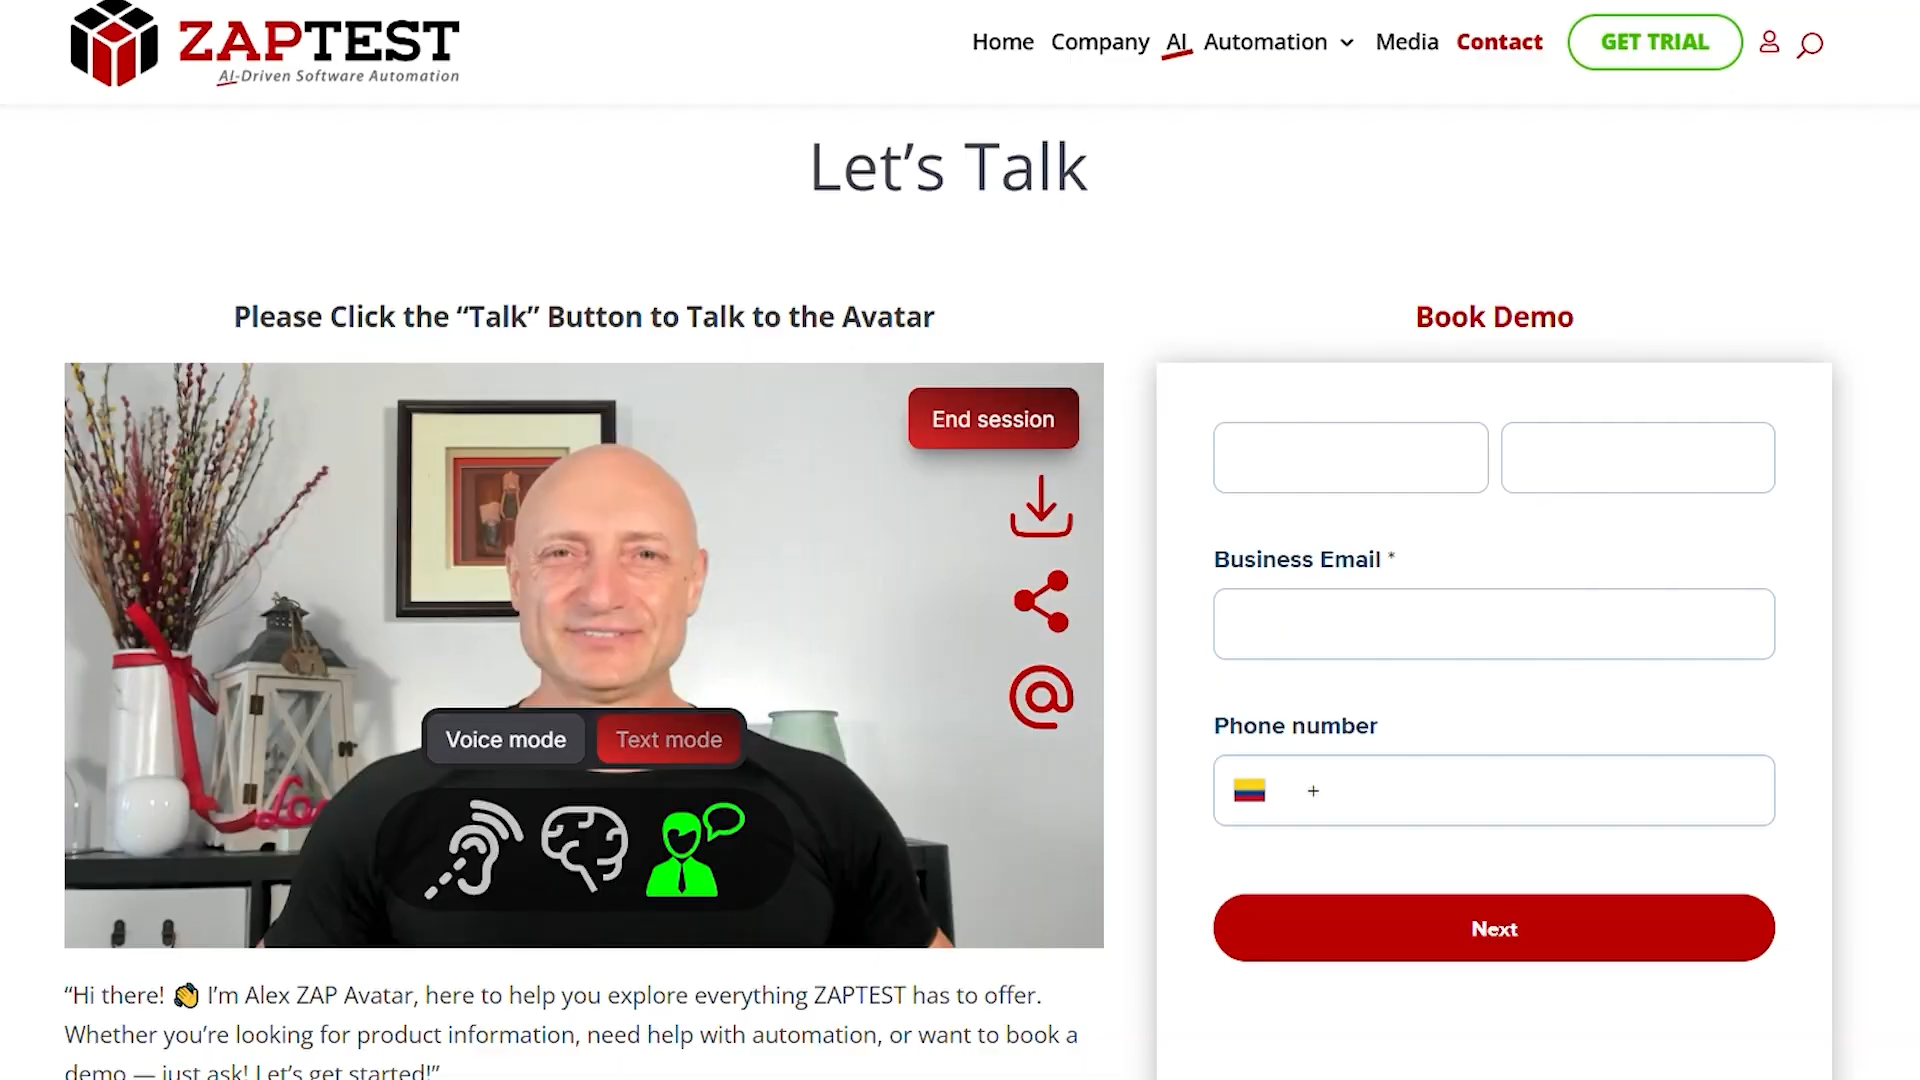 ZAPTEST
AI-Driven Software Automation
Home Company AI Automation Media Contact GET TRIAL
Let’s Talk
Please Click the “Talk” Button to Talk to the Avatar
End session
Voice mode Text mode
“Hi there! 👋 I’m Alex ZAP Avatar, here to help you explore everything ZAPTEST has to offer.
Whether you’re looking for product information, need help with automation, or want to book a
demo — just ask! Let’s get started!”
Book Demo
Business Email *
Phone number
+
Next